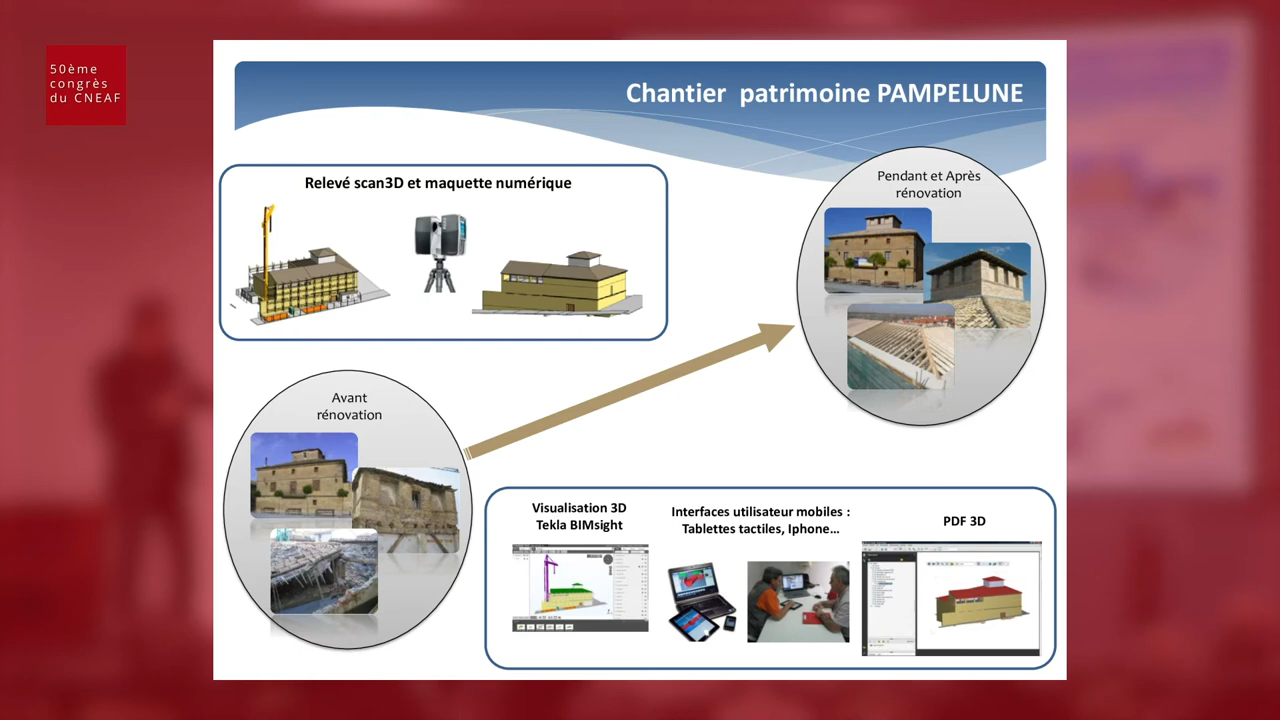 50ème
congrès
du CNEAF
Chantier patrimoine PAMPELUNE
Relevé scan3D et maquette numérique
Pendant et Après
rénovation
Avant
rénovation
Visualisation 3D
Tekla BIMsight
Interfaces utilisateur mobiles :
Tablettes tactiles, Iphone...
PDF 3D